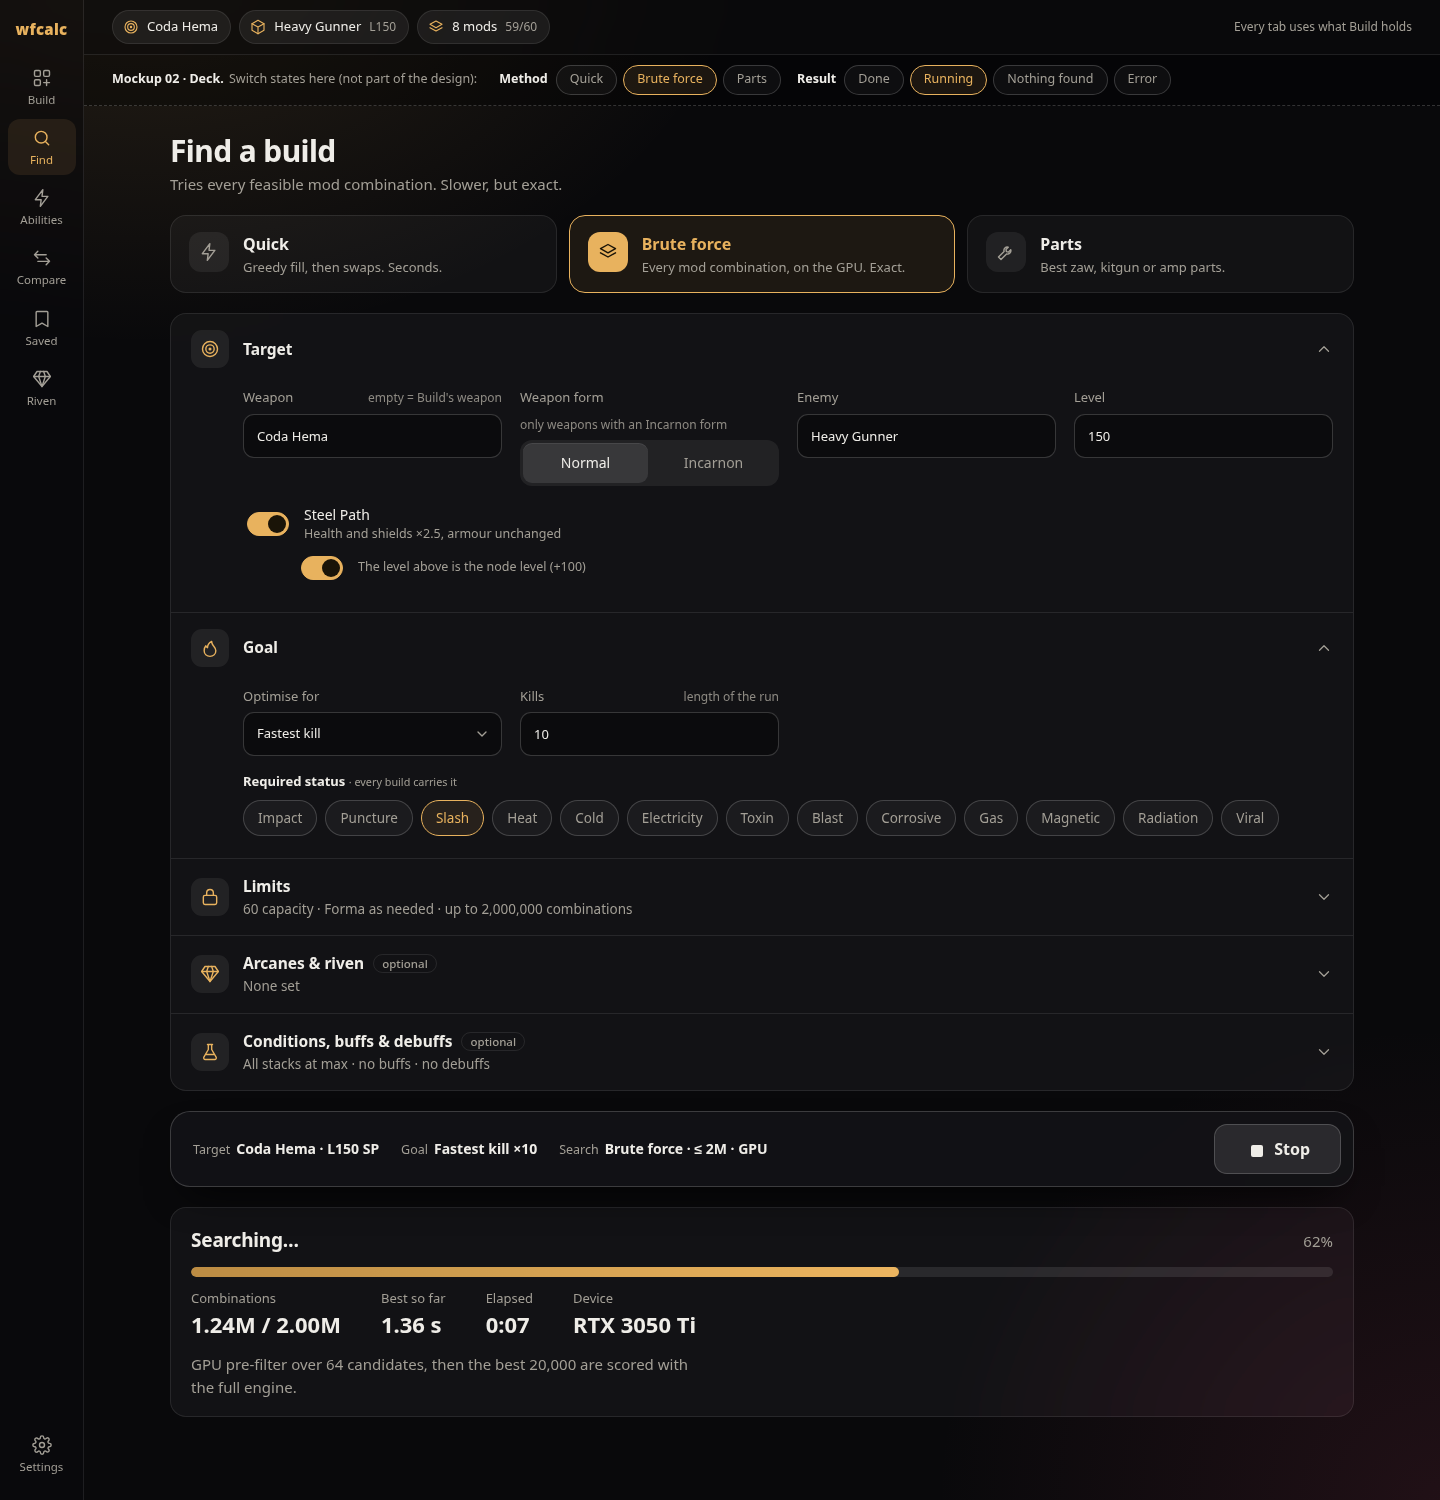 wfcalc
Coda Hema
Heavy Gunner L150
8 mods 59/60
Every tab uses what Build holds
Mockup 02 · Deck. Switch states here (not part of the design): Method Quick Brute force Parts Result Done Running Nothing found Error
Build
Find
Abilities
Compare
Saved
Riven
Settings
Find a build
Tries every feasible mod combination. Slower, but exact.
Quick
Greedy fill, then swaps. Seconds.
Brute force
Every mod combination, on the GPU. Exact.
Parts
Best zaw, kitgun or amp parts.
Target
Weapon empty = Build's weapon
Coda Hema
Weapon form
only weapons with an Incarnon form
Normal Incarnon
Enemy
Heavy Gunner
Level
150
Steel Path
Health and shields ×2.5, armour unchanged
The level above is the node level (+100)
Goal
Optimise for
Fastest kill
Kills length of the run
10
Required status · every build carries it
Impact Puncture Slash Heat Cold Electricity Toxin Blast Corrosive Gas Magnetic Radiation Viral
Limits
60 capacity · Forma as needed · up to 2,000,000 combinations
Arcanes & riven optional
None set
Conditions, buffs & debuffs optional
All stacks at max · no buffs · no debuffs
Target Coda Hema · L150 SP Goal Fastest kill ×10 Search Brute force · ≤ 2M · GPU
Stop
Searching...
62%
Combinations
1.24M / 2.00M
Best so far
1.36 s
Elapsed
0:07
Device
RTX 3050 Ti
GPU pre-filter over 64 candidates, then the best 20,000 are scored with
the full engine.